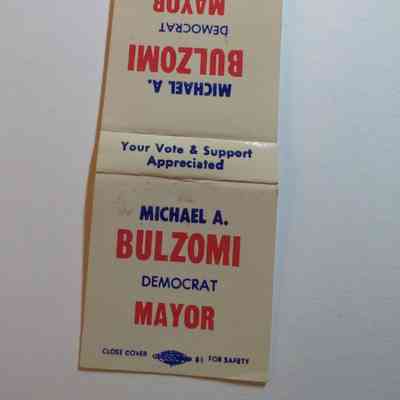 MAYOR
DEMOCRAT
BULZOMI
MICHAEL A.
Your Vote & Support
Appreciated
MICHAEL A.
BULZOMI
DEMOCRAT
MAYOR
CLOSE COVER FOR SAFETY